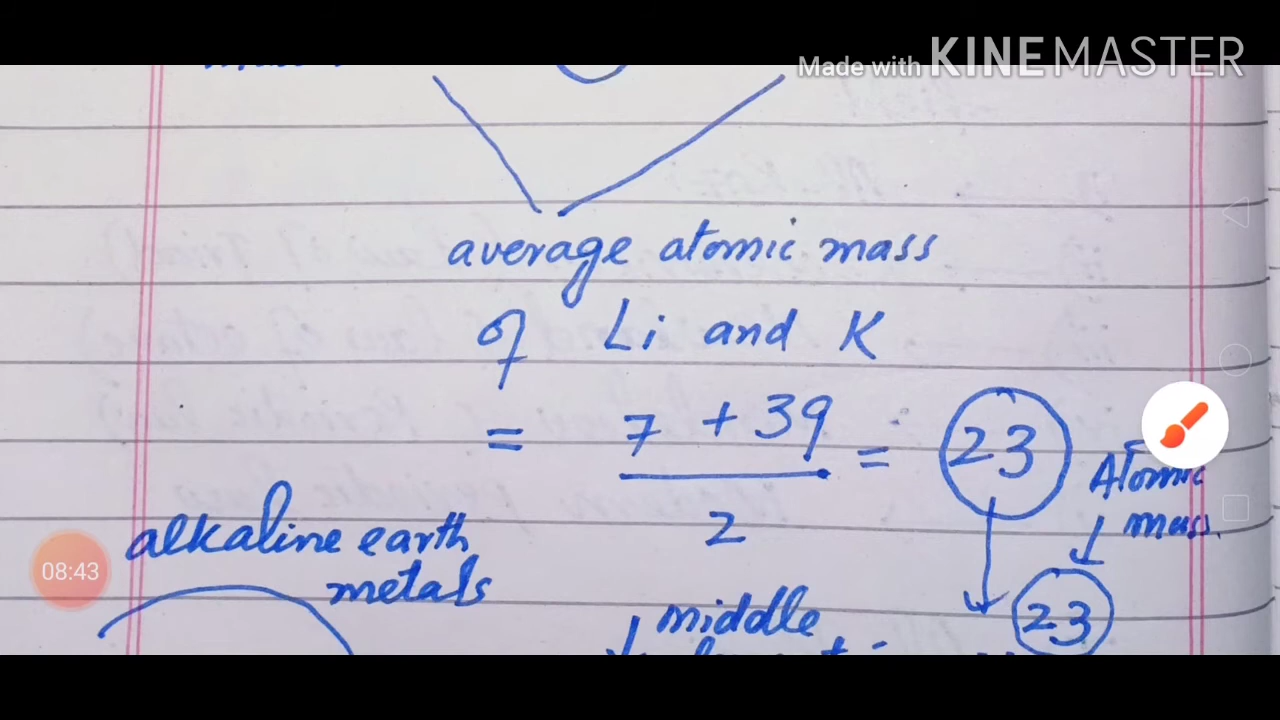 Made with KINEMASTER
average atomic mass
of Li and K
= 7 + 39 = 23
2
Atomic
mass.
alkaline earth
metals
08:43
middle
23